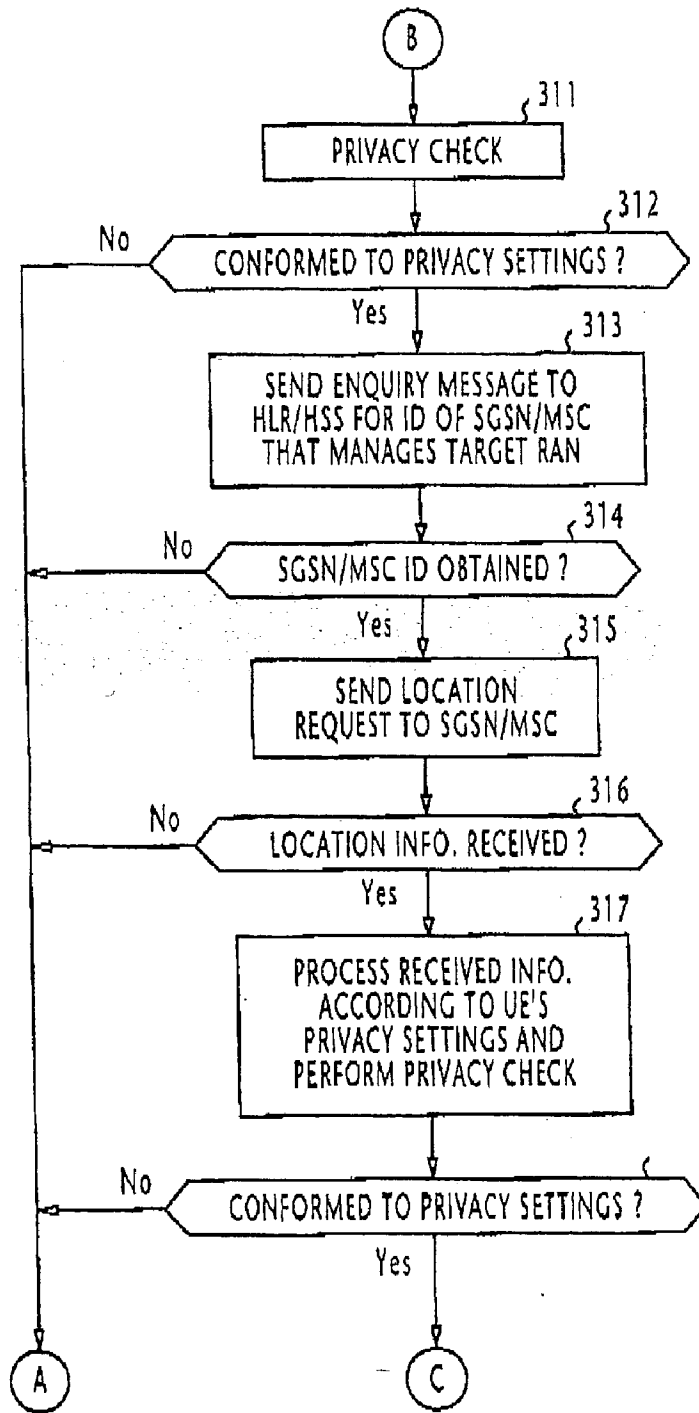 B
311
PRIVACY CHECK
312
No
CONFORMED TO PRIVACY SETTINGS ?
Yes
313
SEND ENQUIRY MESSAGE TO
HLR/HSS FOR ID OF SGSN/MSC
THAT MANAGES TARGET RAN
314
No
SGSN/MSC ID OBTAINED ?
Yes
315
SEND LOCATION
REQUEST TO SGSN/MSC
316
No
LOCATION INFO. RECEIVED ?
Yes
317
PROCESS RECEIVED INFO.
ACCORDING TO UE'S
PRIVACY SETTINGS AND
PERFORM PRIVACY CHECK
No
CONFORMED TO PRIVACY SETTINGS ?
Yes
A
C